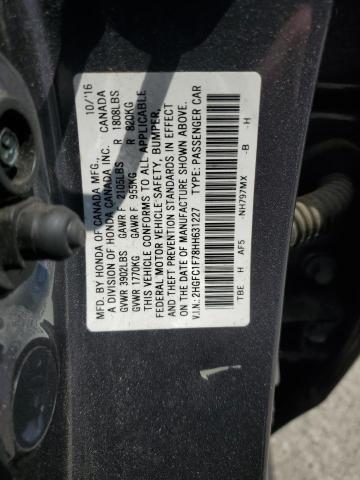 MFD. BY HONDA OF CANADA MFG., 10/'16
A DIVISION OF HONDA CANADA INC. CANADA
GVWR 3902LBS GAWR F 2105LBS R 1808LBS
GVWR 1770KG GAWR F 955KG R 820KG
THIS VEHICLE CONFORMS TO ALL APPLICABLE
FEDERAL MOTOR VEHICLE SAFETY, BUMPER,
AND THEFT PREVENTION STANDARDS IN EFFECT
ON THE DATE OF MANUFACTURE SHOWN ABOVE.
V.I.N.: 2HGFC1F78HH631227 TYPE: PASSENGER CAR
TBE H AF5 NH797MX -B -H